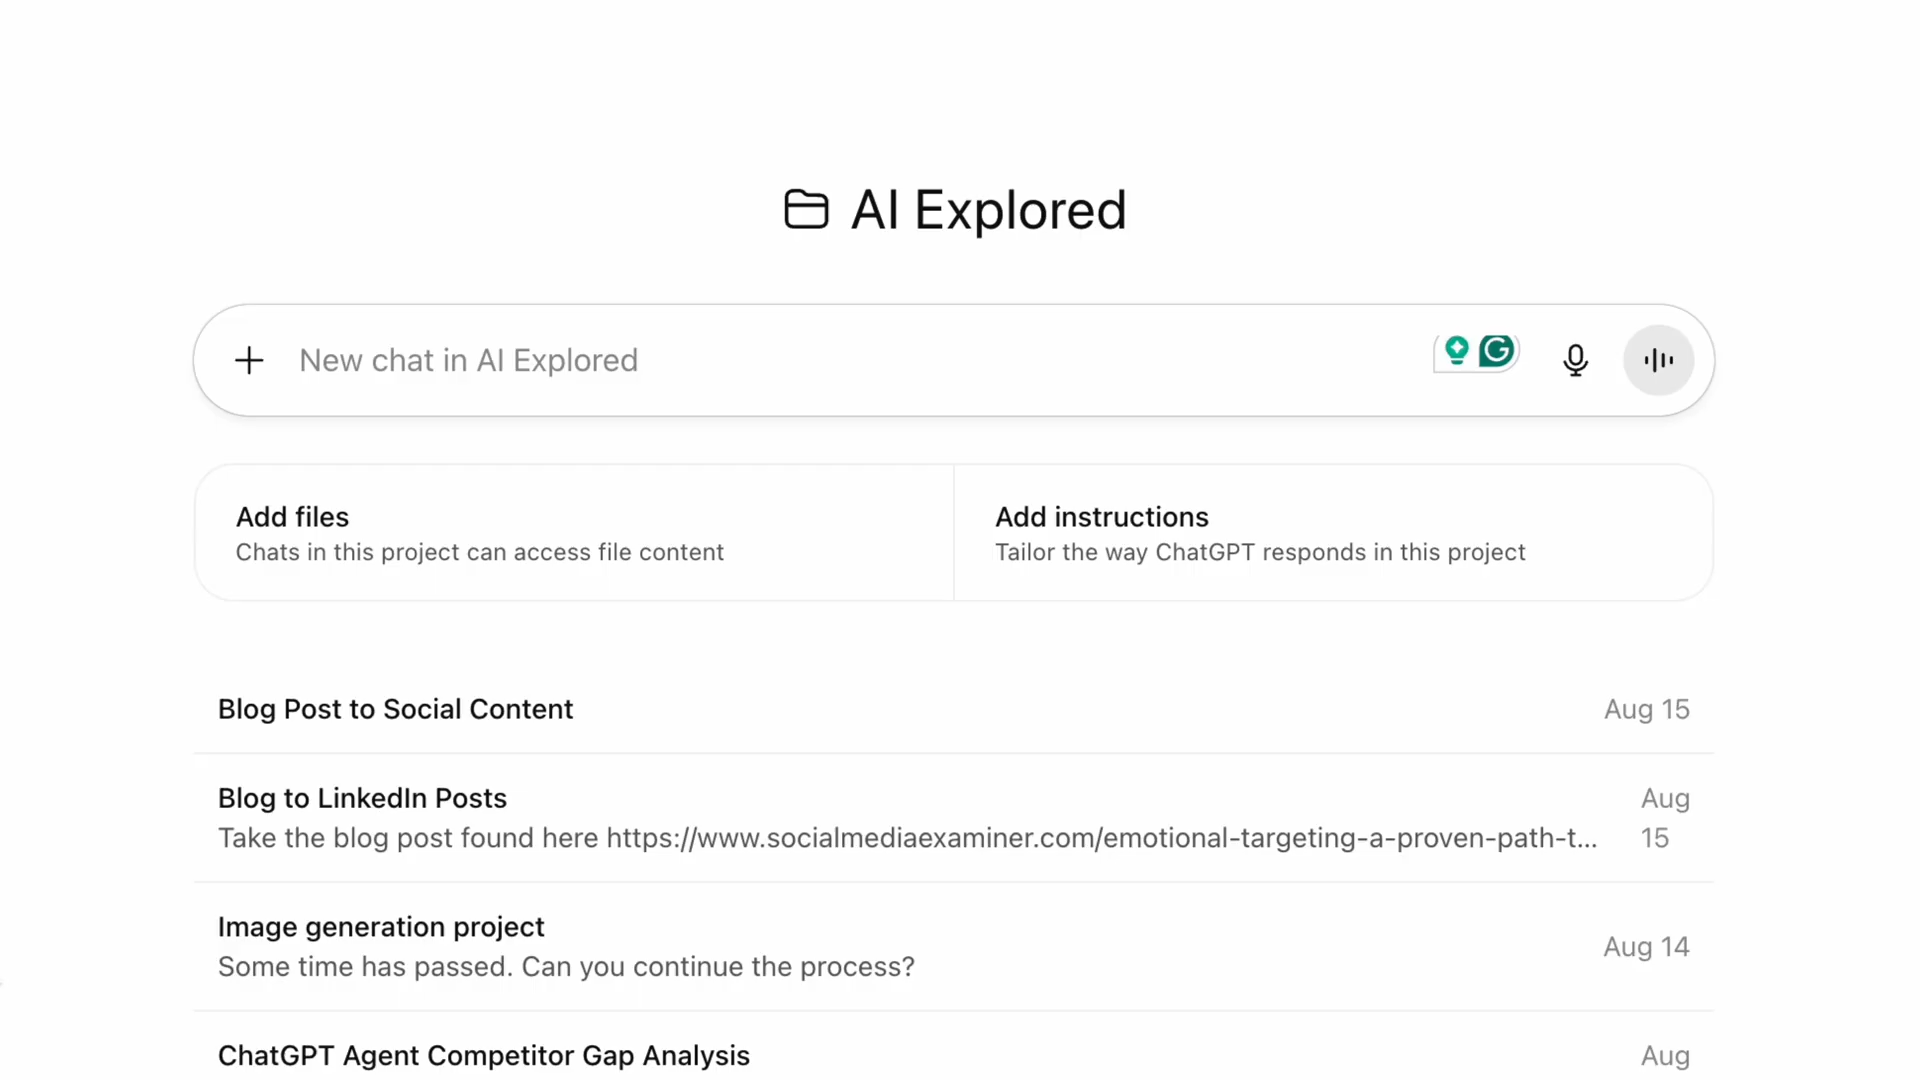 AI Explored
New chat in AI Explored
G
Add files
Chats in this project can access file content
Add instructions
Tailor the way ChatGPT responds in this project
Blog Post to Social Content
Aug 15
Blog to LinkedIn Posts
Take the blog post found here https://www.socialmediaexaminer.com/emotional-targeting-a-proven-path-t...
Aug
15
Image generation project
Some time has passed. Can you continue the process?
Aug 14
ChatGPT Agent Competitor Gap Analysis
Aug